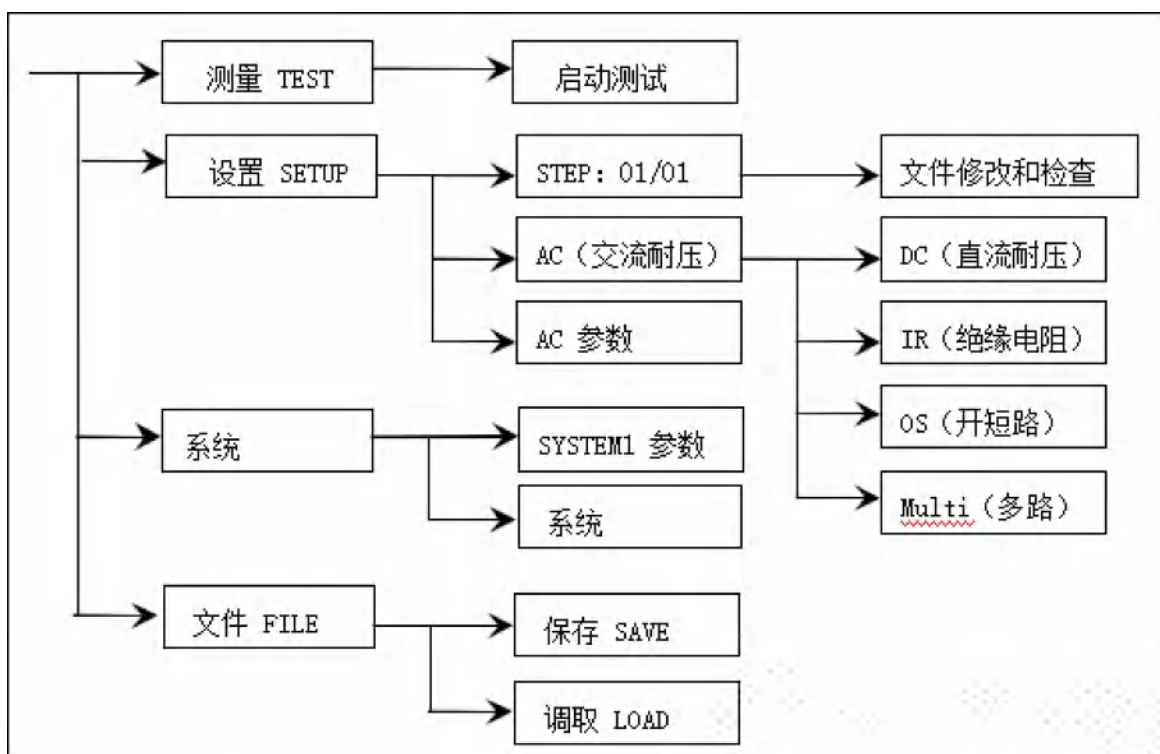 测量 TEST
启动测试
设置 SETUP
STEP：01/01
文件修改和检查
AC（交流耐压）
DC（直流耐压）
AC 参数
IR（绝缘电阻）
OS（开短路）
系统
SYSTEM1 参数
Multi（多路）
系统
文件 FILE
保存 SAVE
调取 LOAD